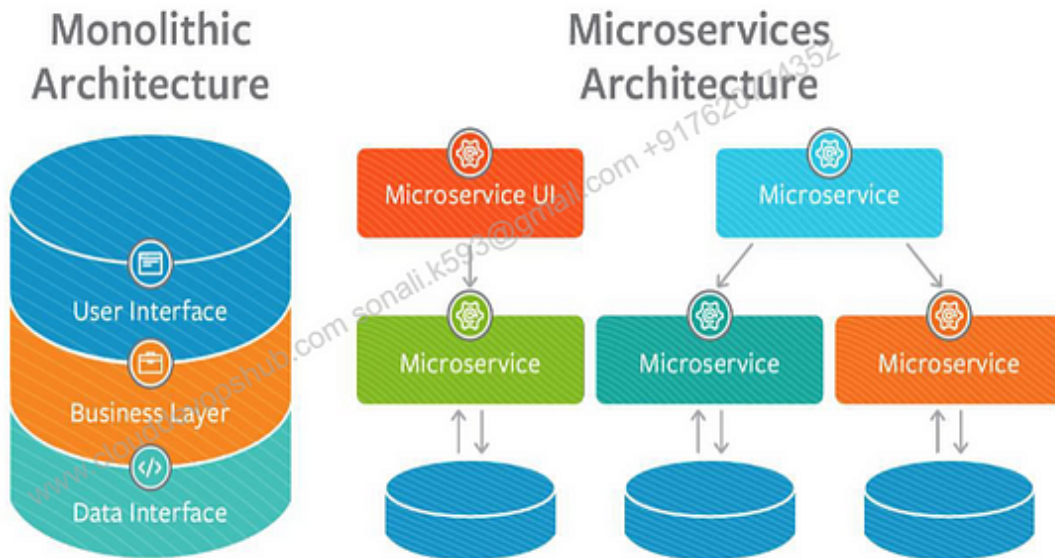 Monolithic
Architecture
User Interface
Business Layer
Data Interface
Microservices
Architecture
Microservice UI
Microservice
Microservice
Microservice
Microservice
sonali.k593@gmail.com